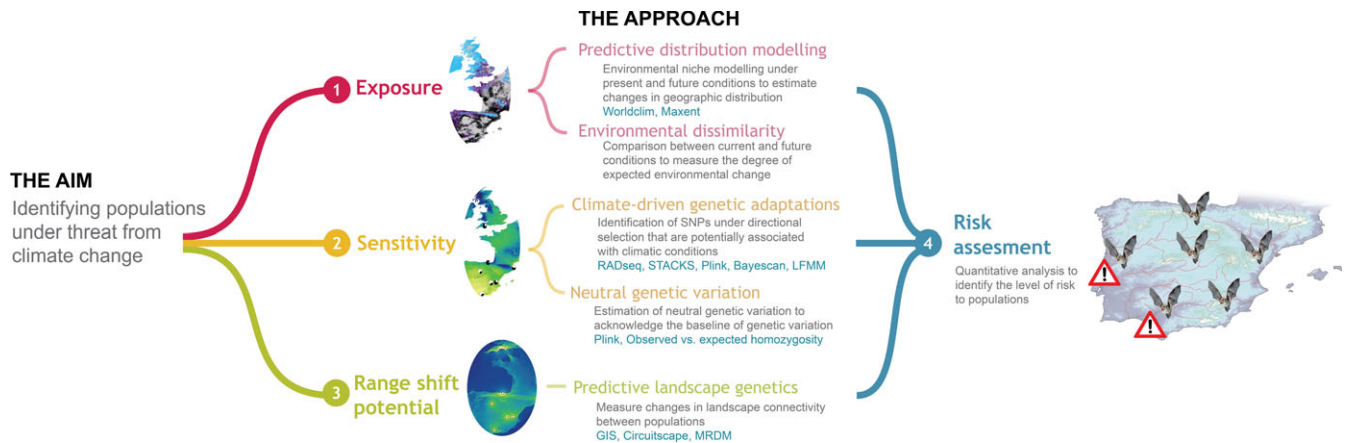 THE APPROACH
THE AIM
Identifying populations
under threat from
climate change
1 Exposure
Predictive distribution modelling
Environmental niche modelling under
present and future conditions to estimate
changes in geographic distribution
Worldclim, Maxent
Environmental dissimilarity
Comparison between current and future
conditions to measure the degree of
expected environmental change
2 Sensitivity
Climate-driven genetic adaptations
Identification of SNPs under directional
selection that are potentially associated
with climatic conditions
RADseq, STACKS, Plink, Bayescan, LFMM
Neutral genetic variation
Estimation of neutral genetic variation to
acknowledge the baseline of genetic variation
Plink, Observed vs. expected homozygosity
3 Range shift
potential
Predictive landscape genetics
Measure changes in landscape connectivity
between populations
GIS, Circuitscape, MRDM
4 Risk
assesment
Quantitative analysis to
identify the level of risk
to populations
!
!